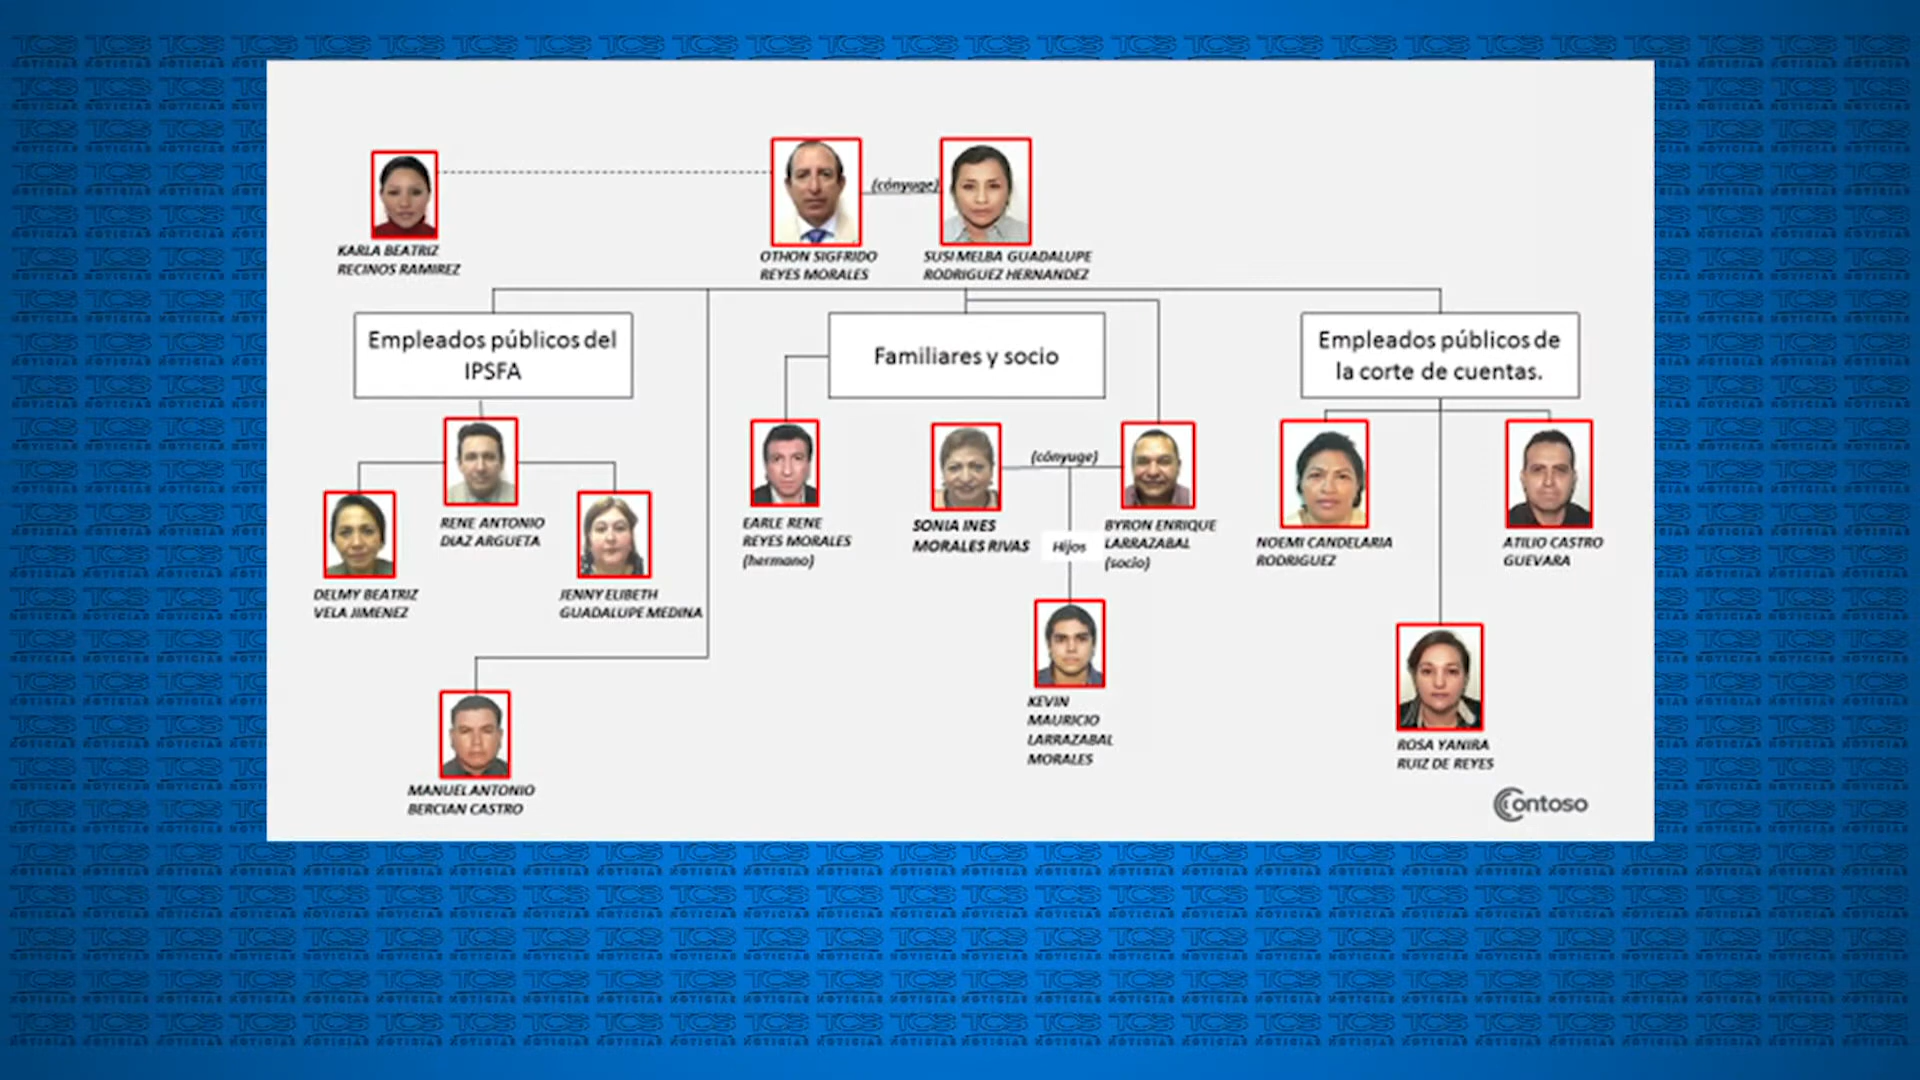 KARLA BEATRIZ
RECINOS RAMIREZ
OTHON SIGFRIDO
REYES MORALES
(cónyuge)
SUSI MELBA GUADALUPE
RODRIGUEZ HERNANDEZ
Empleados públicos del
IPSFA
Familiares y socio
Empleados públicos de
la corte de cuentas.
RENE ANTONIO
DIAZ ARGUETA
DELMY BEATRIZ
VELA JIMENEZ
JENNY ELIBETH
GUADALUPE MEDINA
MANUEL ANTONIO
BERCIAN CASTRO
EARLE RENE
REYES MORALES
(hermano)
SONIA INES
MORALES RIVAS
(cónyuge)
Hijos
BYRON ENRIQUE
LARRAZABAL
(socio)
KEVIN
MAURICIO
LARRAZABAL
MORALES
NOEMI CANDELARIA
RODRIGUEZ
ATILIO CASTRO
GUEVARA
ROSA YANIRA
RUIZ DE REYES
Contoso
TCS
NOTICIAS